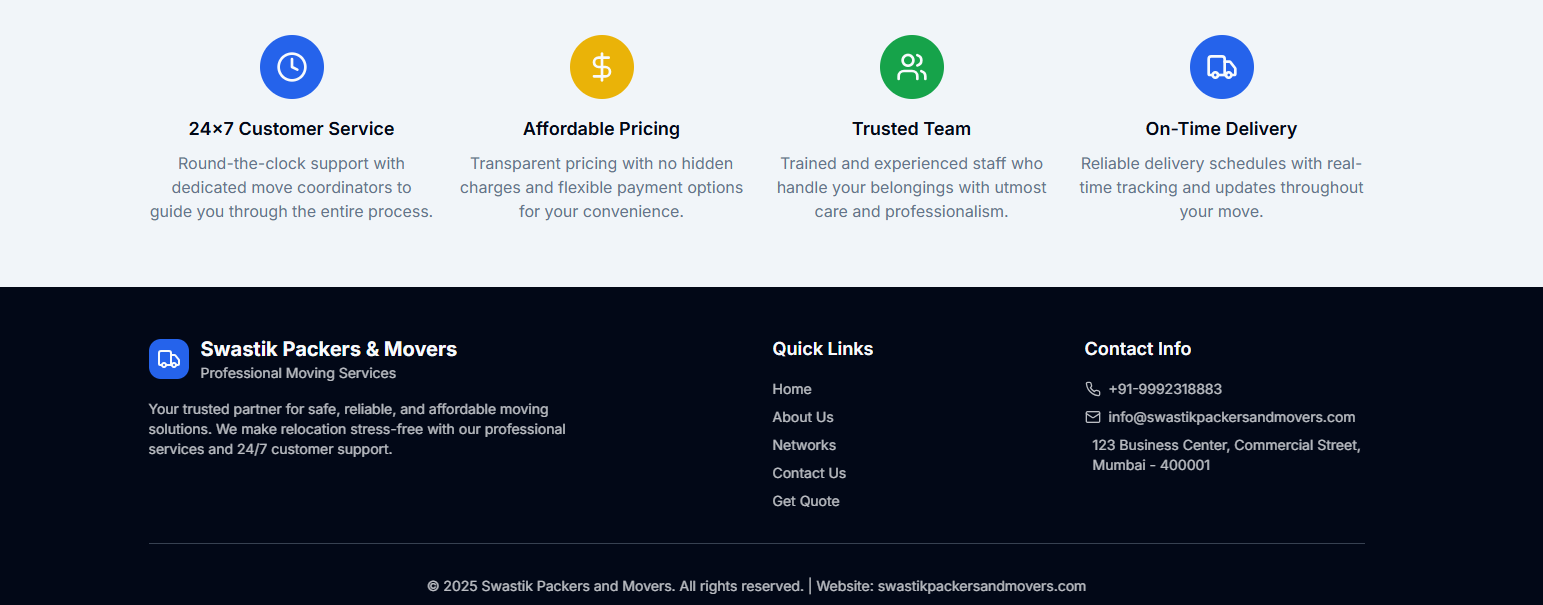 24×7 Customer Service
Round-the-clock support with
dedicated move coordinators to
guide you through the entire process.
Affordable Pricing
Transparent pricing with no hidden
charges and flexible payment options
for your convenience.
Trusted Team
Trained and experienced staff who
handle your belongings with utmost
care and professionalism.
On-Time Delivery
Reliable delivery schedules with real-
time tracking and updates throughout
your move.
Swastik Packers & Movers
Professional Moving Services
Your trusted partner for safe, reliable, and affordable moving
solutions. We make relocation stress-free with our professional
services and 24/7 customer support.
Quick Links
Home
About Us
Networks
Contact Us
Get Quote
Contact Info
+91-9992318883
info@swastikpackersandmovers.com
123 Business Center, Commercial Street,
Mumbai - 400001
© 2025 Swastik Packers and Movers. All rights reserved. | Website: swastikpackersandmovers.com